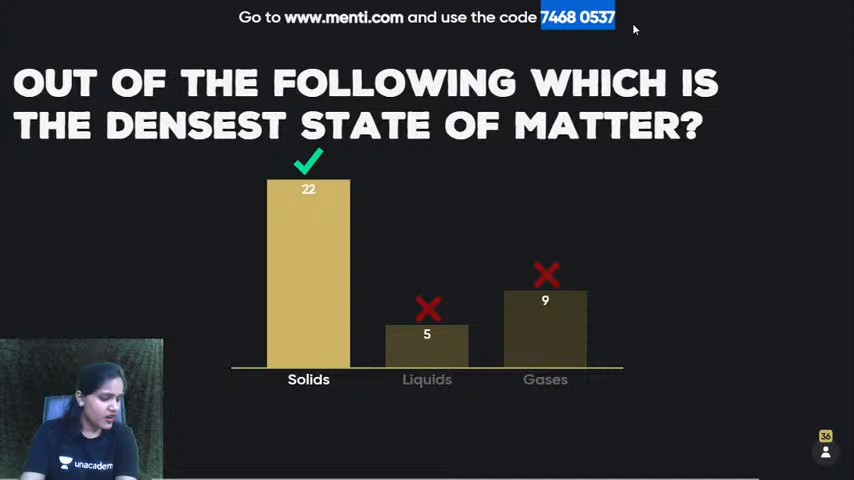 Go to www.menti.com and use the code 7468 0537
OUT OF THE FOLLOWING WHICH IS
THE DENSEST STATE OF MATTER?
22
5
9
Solids
Liquids
Gases
36
unacademy